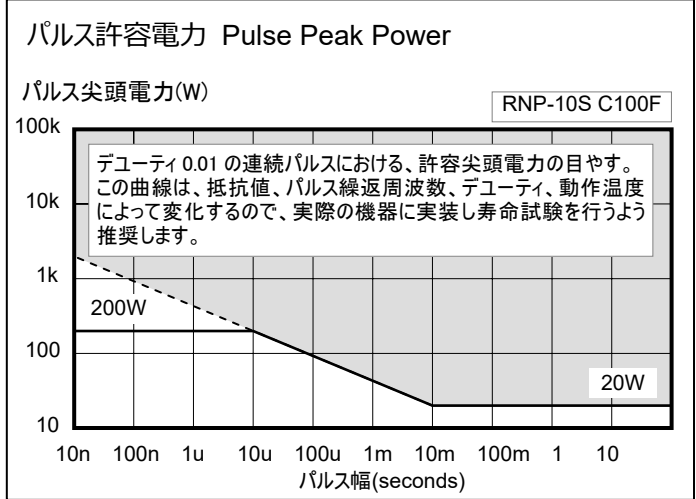 パルス許容電力 Pulse Peak Power
パルス尖頭電力(W)
RNP-10S C100F
100k
デユーティ 0.01 の連続パルスにおける、許容尖頭電力の目やす。
この曲線は、抵抗値、パルス繰返周波数、デユーティ、動作温度
によって変化するので、実際の機器に実装し寿命試験を行うよう
推奨します。
10k
1k
200W
100
20W
10
10n 100n 1u 10u 100u 1m 10m 100m 1 10
パルス幅(seconds)